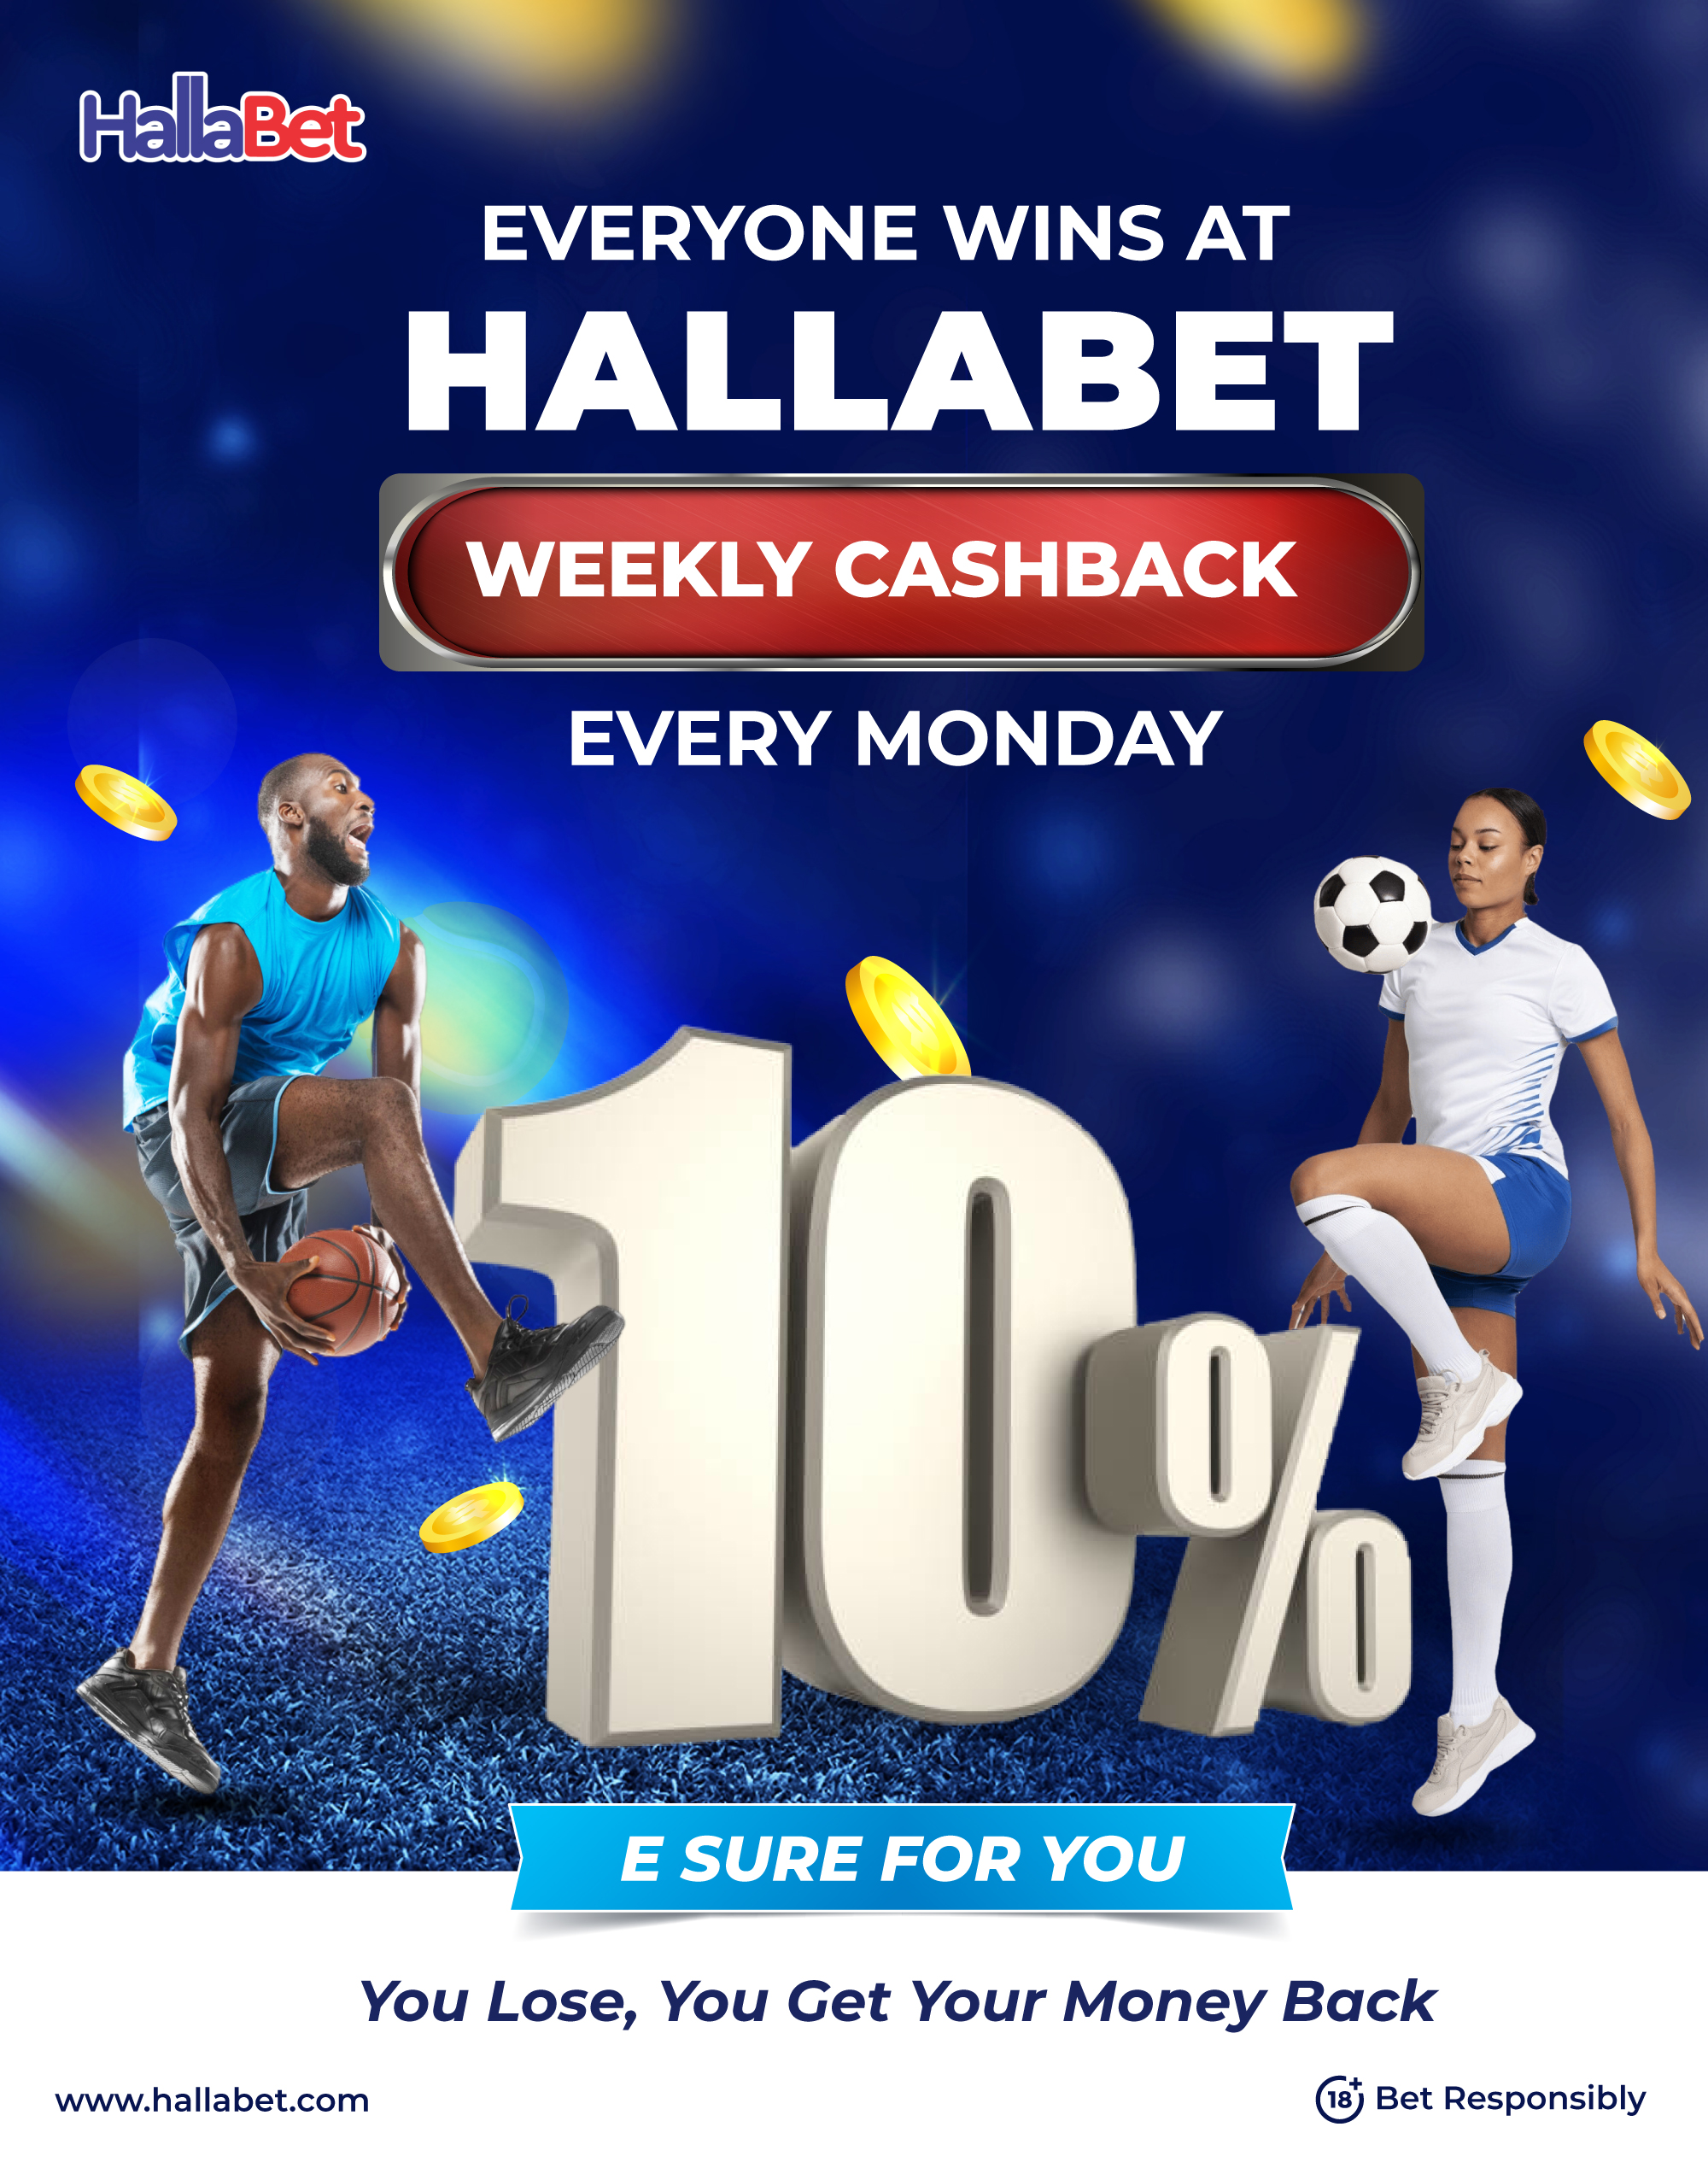 HallaBet
EVERYONE WINS AT
HALLABET
WEEKLY CASHBACK
EVERY MONDAY
10%
E SURE FOR YOU
You Lose, You Get Your Money Back
www.hallabet.com
18+ Bet Responsibly